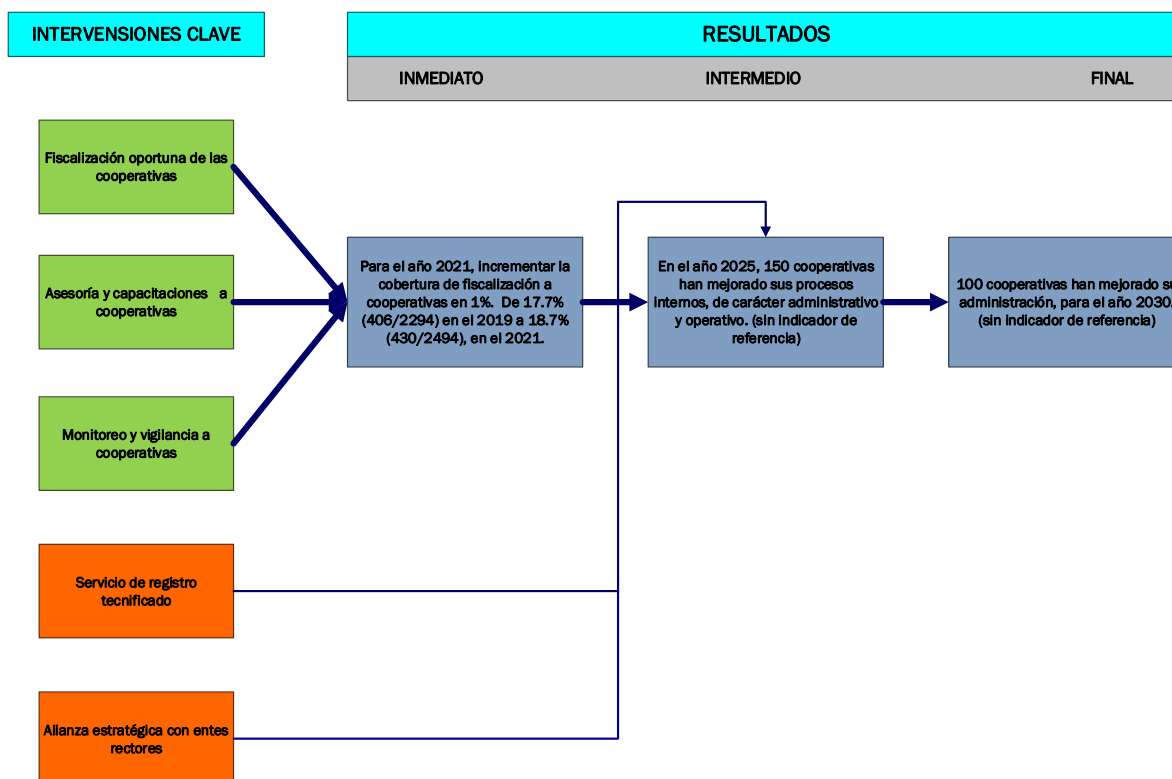 INTERVENSIONES CLAVE
RESULTADOS
INMEDIATO
INTERMEDIO
FINAL
Fiscalización oportuna de las
cooperativas
Asesoría y capacitaciones a
cooperativas
Monitoreo y vigilancia a
cooperativas
Servicio de registro
tecnificado
Alianza estratégica con entes
rectores
Para el año 2021, incrementar la
cobertura de fiscalización a
cooperativas en 1%. De 17.7%
(406/2294) en el 2019 a 18.7%
(430/2494), en el 2021.
En el año 2025, 150 cooperativas
han mejorado sus procesos
internos, de carácter administrativo
y operativo. (sin indicador de
referencia)
100 cooperativas han mejorado su
administración, para el año 2030.
(sin indicador de referencia)